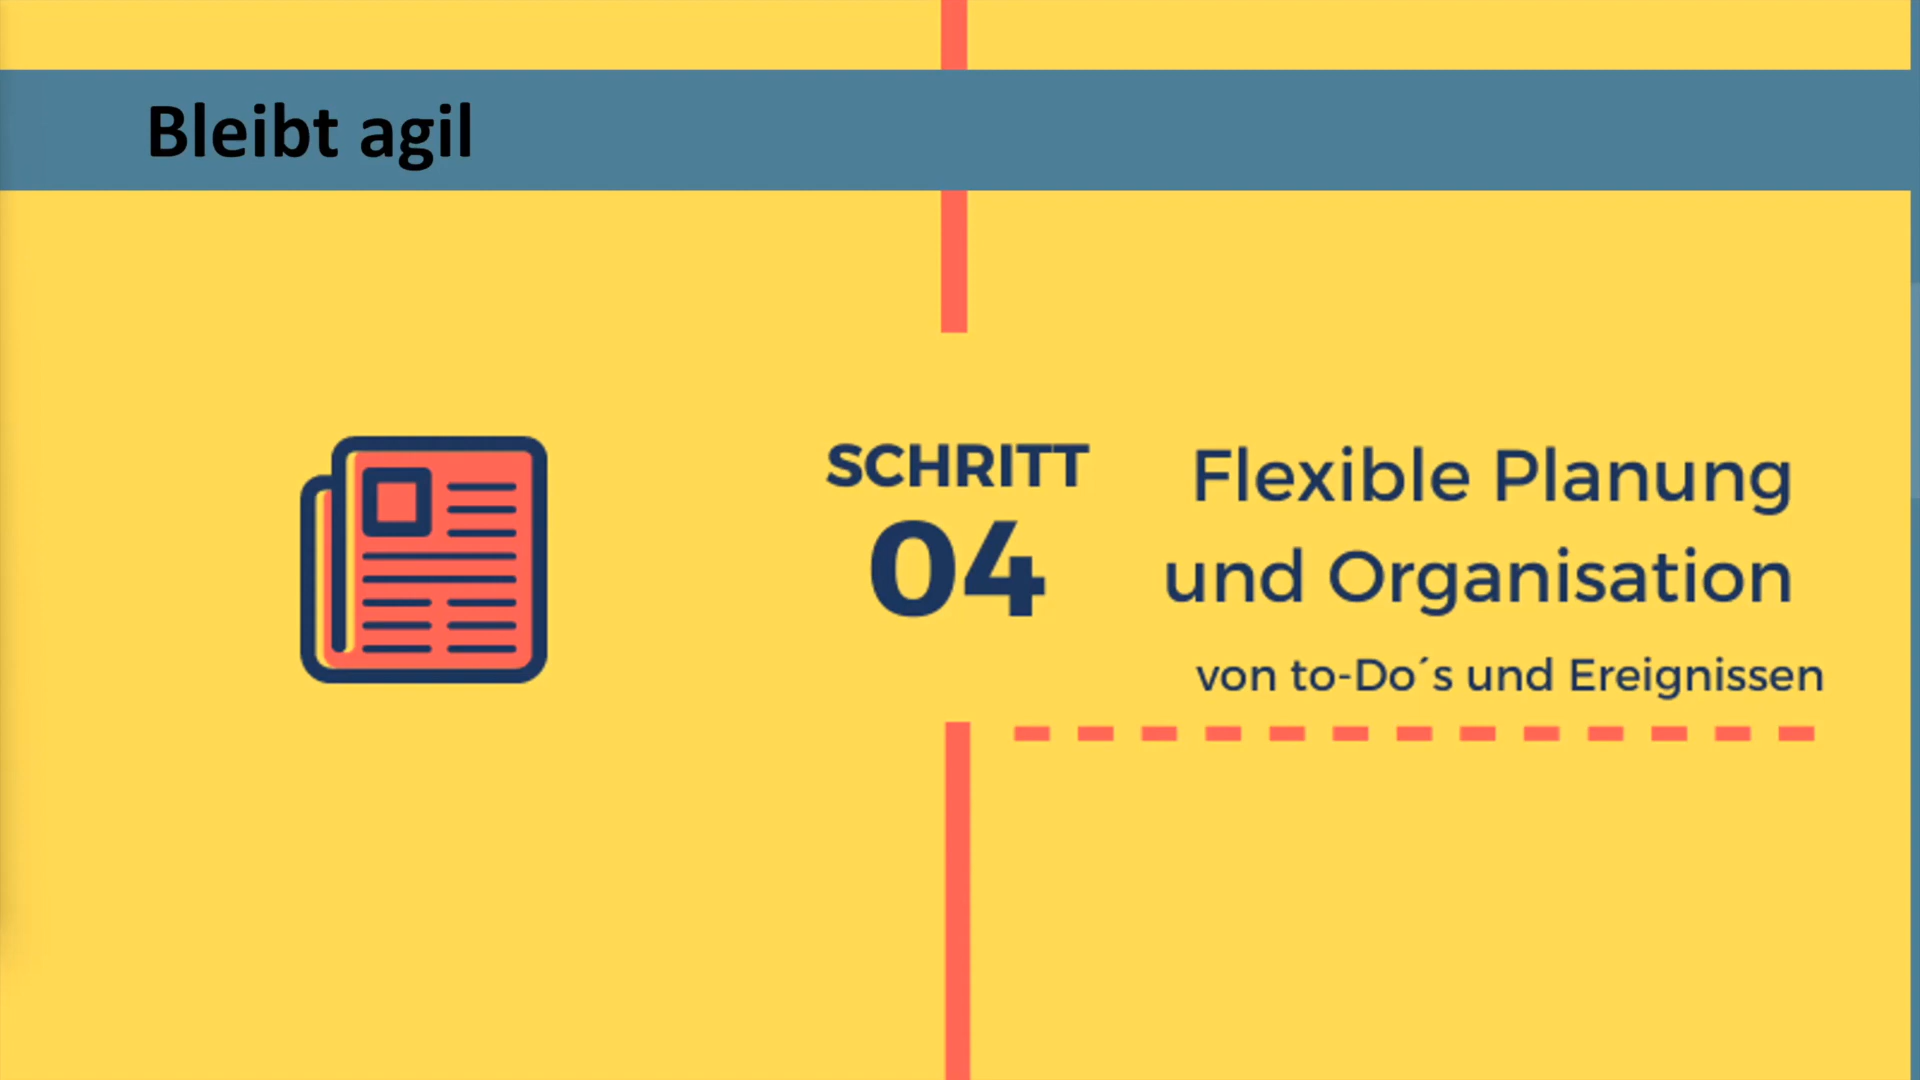 Bleibt agil
SCHRITT
04
Flexible Planung
und Organisation
von to-Do´s und Ereignissen